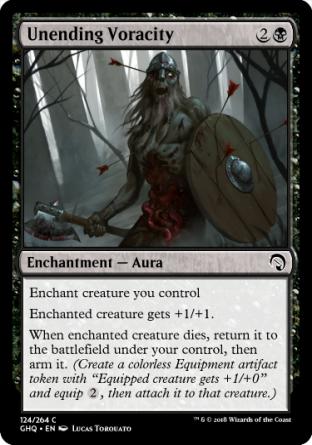 Unending Voracity 2
Enchantment — Aura
Enchant creature you control
Enchanted creature gets +1/+1.
When enchanted creature dies, return it to
the battlefield under your control, then
arm it. (Create a colorless Equipment artifact
token with “Equipped creature gets +1/+0”
and equip 2, then attach it to that creature.)
124/264 C
GHQ • EN LUCAS TORQUATO
™ & © 2018 Wizards of the Coast